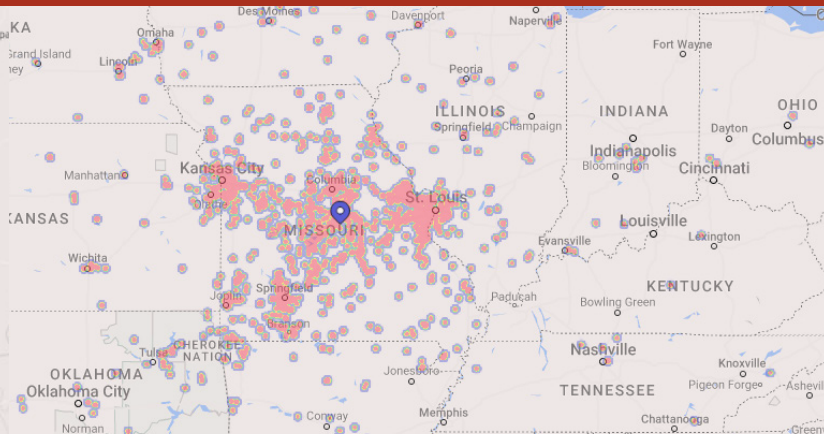 Des Moines
Davenport
Naperville
KA
Omaha
Grand Island
ney
Lincoln
Fort Wayne
Peoria
ILLINOIS
INDIANA
OHIO
Springfield
Champaign
Dayton
Columbus
Indianapolis
Bloomington
Kansas City
Manhattan
Columbia
Cincinnati
St. Louis
KANSAS
MISSOURI
Louisville
Evansville
Lexington
Wichita
KENTUCKY
Joplin
Springfield
Paducah
Bowling Green
Branson
CHEROKEE
NATION
Tulsa
Nashville
Jonesboro
Knoxville
OKLAHOMA
Oklahoma City
TENNESSEE
Pigeon Forge
Ashevi
Conway
Memphis
Chattanooga
Norman
Green